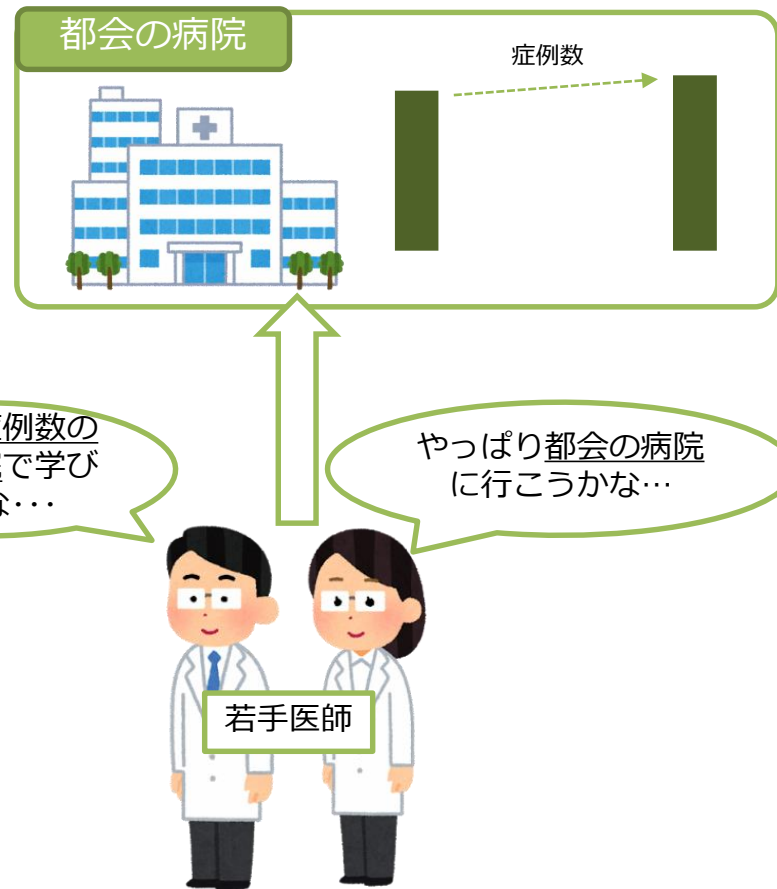 都会の病院
症例数
例数の
で学び
な・・・
やっぱり都会の病院
に行こうかな…
若手医師